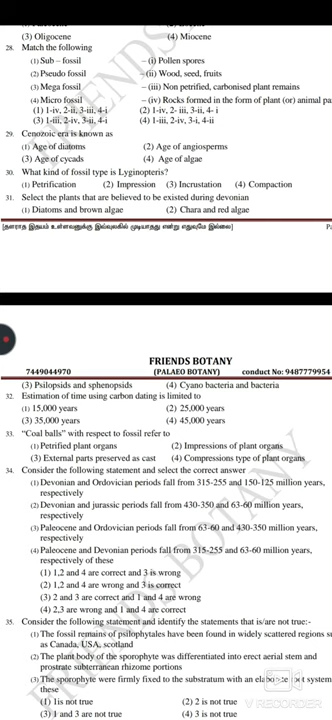 (3) Oligocene (4) Miocene
28. Match the following
(1) Sub – fossil – (i) Pollen spores
(2) Pseudo fossil – (ii) Wood, seed, fruits
(3) Mega fossil – (iii) Non petrified, carbonised plant remains
(4) Micro fossil – (iv) Rocks formed in the form of plant (or) animal pa
(1) 1-iv, 2-ii, 3-iii, 4-i (2) 1-iv, 2- iii, 3-ii, 4- i
(3) 1-iii, 2-iv, 3-ii, 4-i (4) 1-iii, 2-iv, 3-i, 4-ii
29. Cenozoic era is known as
(1) Age of diatoms (2) Age of angiosperms
(3) Age of cycads (4) Age of algae
30. What kind of fossil type is Lyginopteris?
(1) Petrification (2) Impression (3) Incrustation (4) Compaction
31. Select the plants that are believed to be existed during devonian
(1) Diatoms and brown algae (2) Chara and red algae
[தளராத இதயம் உள்ளவனுக்கு இவ்வுலகில் முடியாதது என்று எதுவுமே இல்லை] Pa
FRIENDS BOTANY
7449044970 (PALAEO BOTANY) conduct No: 9487779954
(3) Psilopsids and sphenopsids (4) Cyano bacteria and bacteria
32. Estimation of time using carbon dating is limited to
(1) 15,000 years (2) 25,000 years
(3) 35,000 years (4) 45,000 years
33. “Coal balls” with respect to fossil refer to
(1) Petrified plant organs (2) Impressions of plant organs
(3) External parts preserved as cast (4) Compressions type of plant organs
34. Consider the following statement and select the correct answer
(1) Devonian and Ordovician periods fall from 315-255 and 150-125 million years,
respectively
(2) Devonian and jurassic periods fall from 430-350 and 63-60 million years,
respectively
(3) Paleocene and Ordovician periods fall from 63-60 and 430-350 million years,
respectively
(4) Paleocene and Devonian periods fall from 315-255 and 63-60 million years,
respectively of these
(1) 1,2 and 4 are correct and 3 is wrong
(2) 1,2 and 4 are wrong and 3 is correct
(3) 2 and 3 are correct and 1 and 4 are wrong
(4) 2,3 are wrong and 1 and 4 are correct
35. Consider the following statement and identify the statements that is/are not true:-
(1) The fossil remains of psilophytales have been found in widely scattered regions su
as Canada, USA, scotland
(2) The plant body of the sporophyte was differentiated into erect aerial stem and
prostrate subterranean rhizome portions
(3) The sporophyte were firmly fixed to the substratum with an elaborate root system
these
(1) 1is not true (2) 2 is not true
(3) 1 and 3 are not true (4) 3 is not true
V RECORDER
FRIENDS
FRIENDS BOTANY